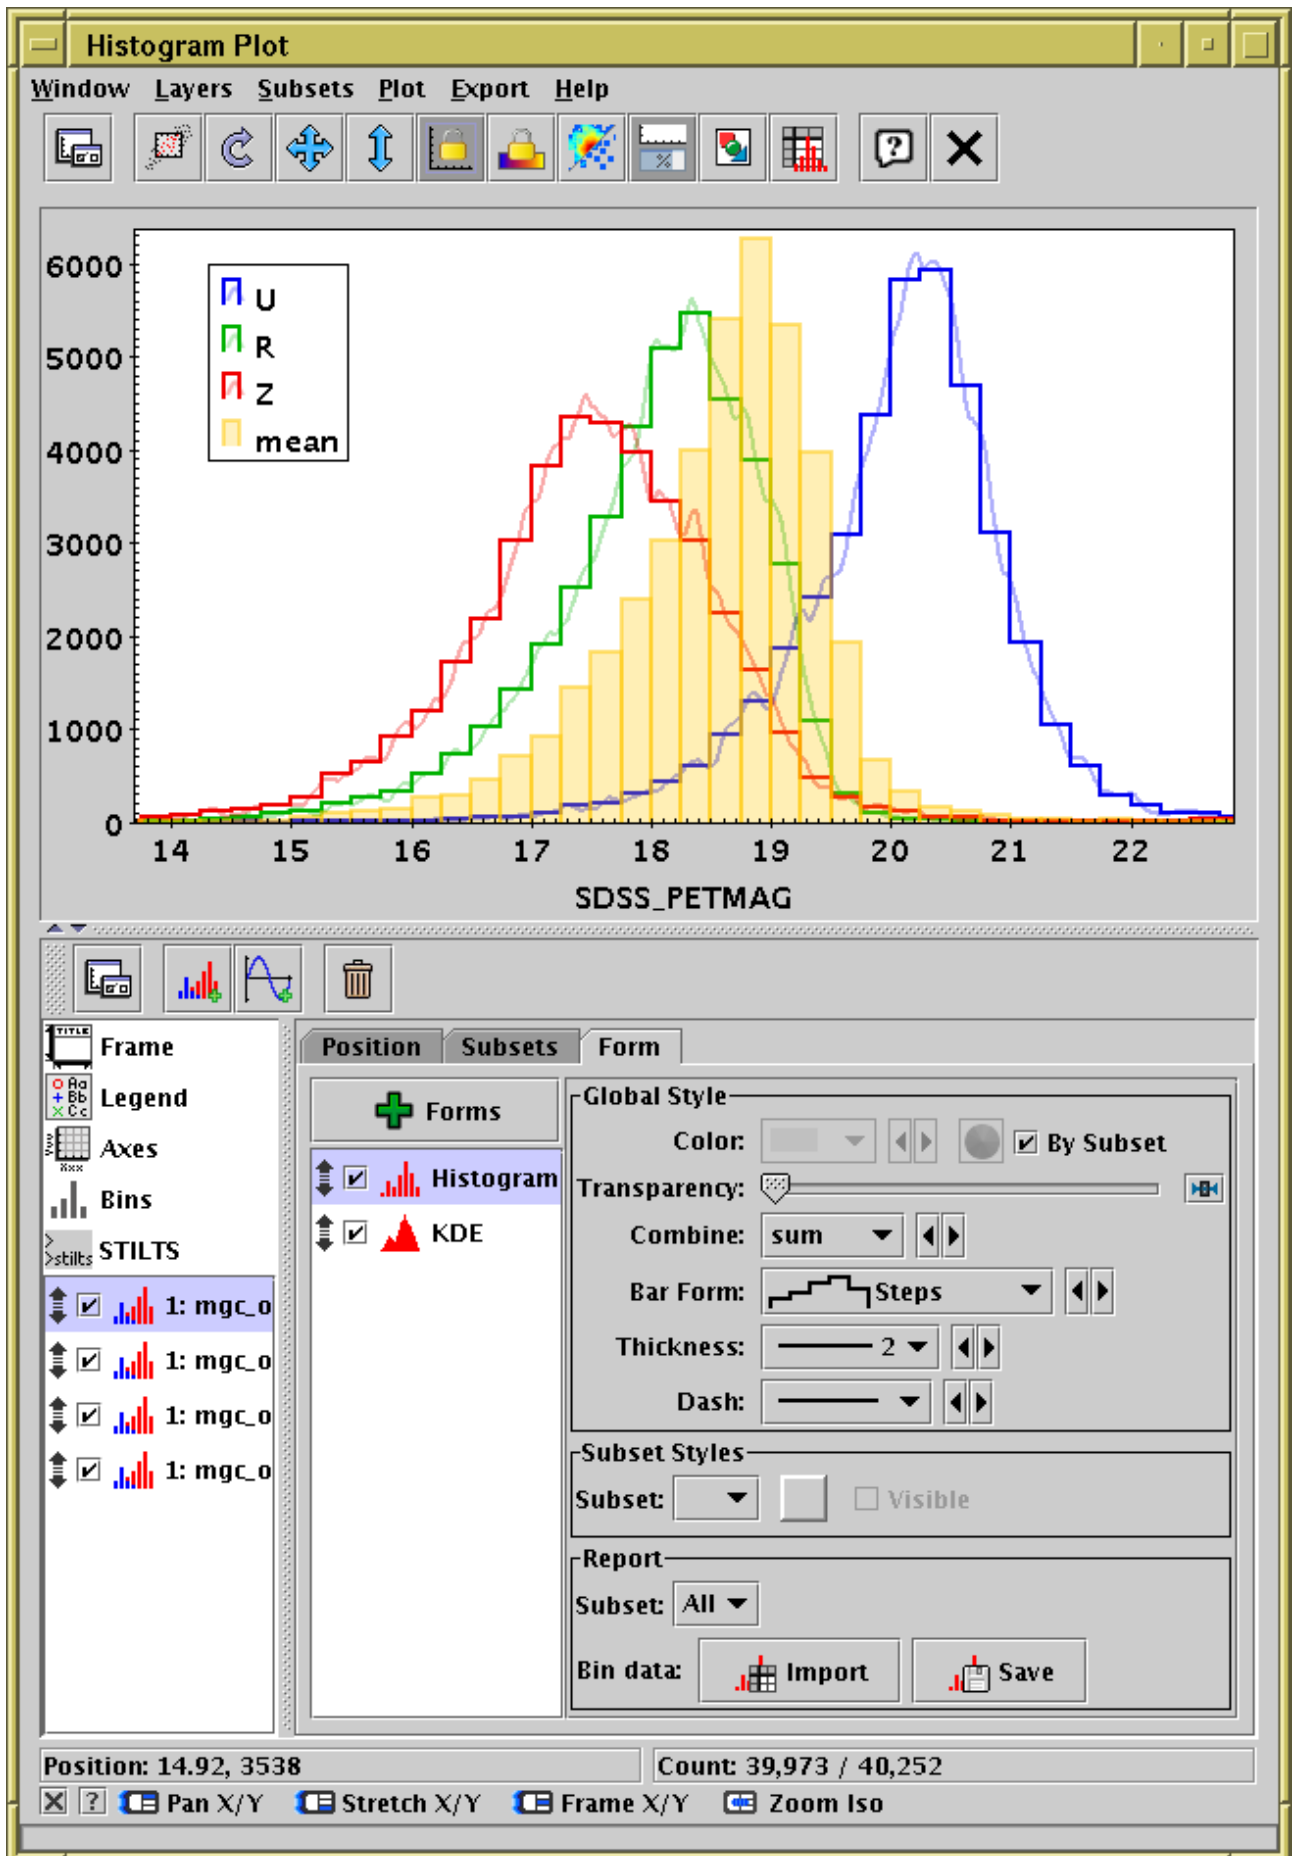 Histogram Plot
Window Layers Subsets Plot Export Help
6000
5000
4000
3000
2000
1000
0
U
R
Z
mean
14 15 16 17 18 19 20 21 22
SDSS_PETMAG
Frame
Legend
Axes
Bins
STILTS
1: mgc_o
1: mgc_o
1: mgc_o
1: mgc_o
Position Subsets Form
Forms
Histogram
KDE
Global Style
Color: By Subset
Transparency:
Combine: sum
Bar Form: Steps
Thickness: 2
Dash:
Subset Styles
Subset: Visible
Report
Subset: All
Bin data: Import Save
Position: 14.92, 3538 Count: 39,973 / 40,252
Pan X/Y Stretch X/Y Frame X/Y Zoom Iso